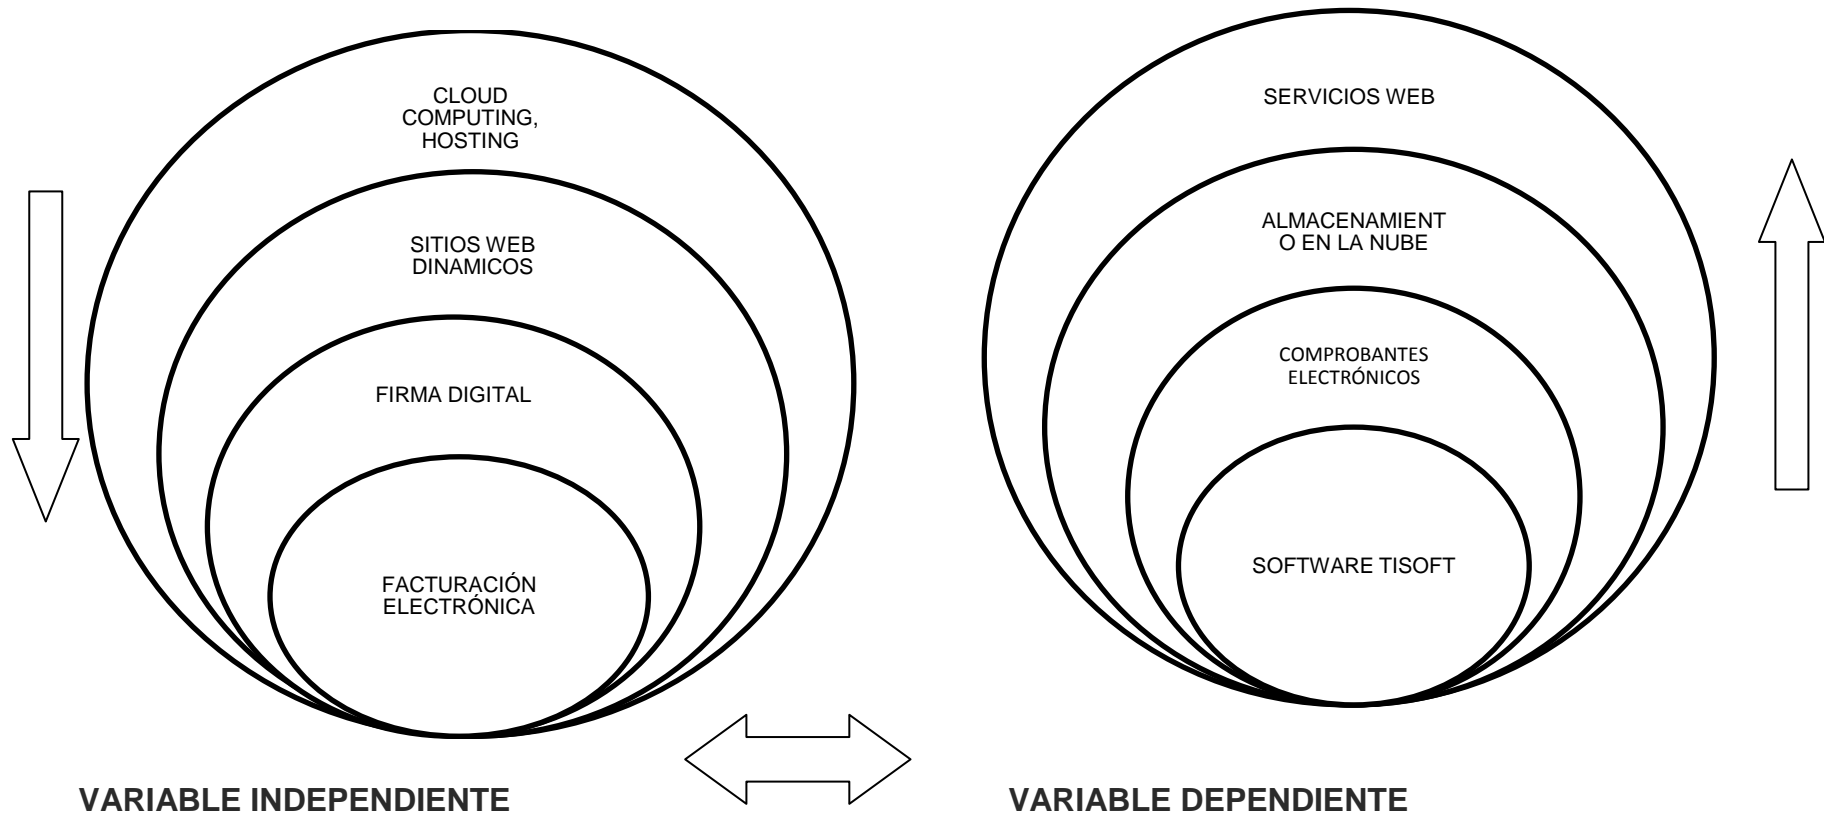 CLOUD
COMPUTING,
HOSTING
SITIOS WEB
DINAMICOS
FIRMA DIGITAL
FACTURACIÓN
ELECTRÓNICA
VARIABLE INDEPENDIENTE
SERVICIOS WEB
ALMACENAMIENT
O EN LA NUBE
COMPROBANTES
ELECTRÓNICOS
SOFTWARE TISOFT
VARIABLE DEPENDIENTE